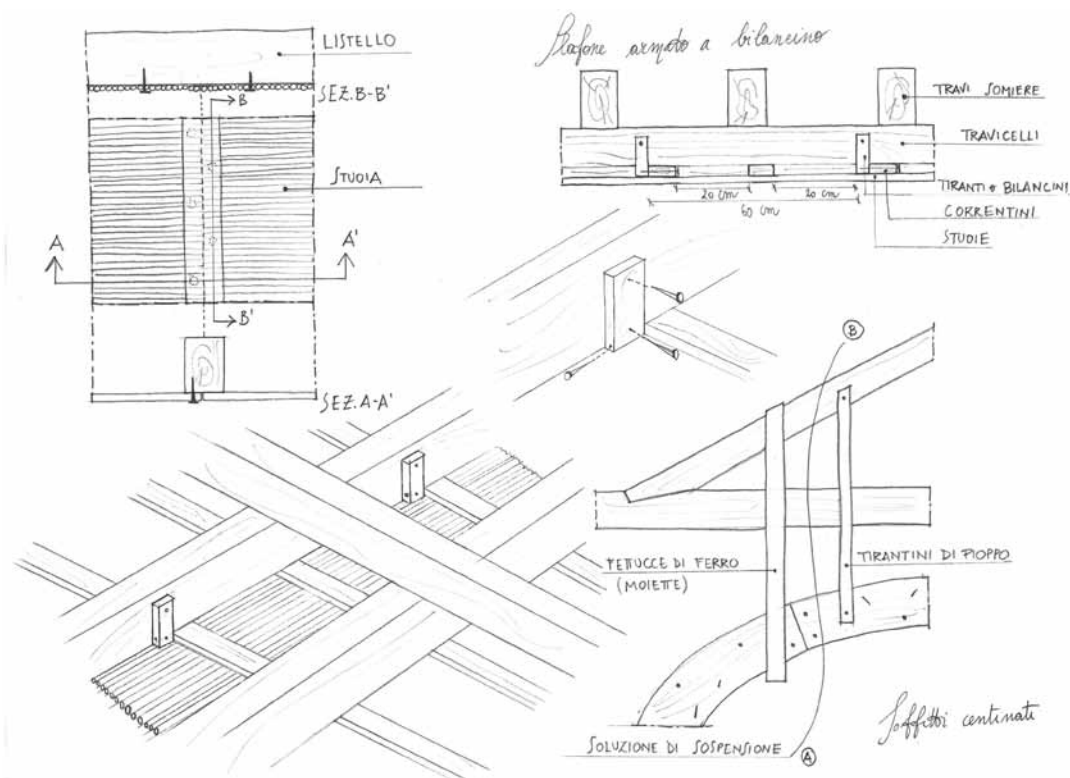 LISTELLO
SEZ. B-B'
B
STUOIA
A
A'
B'
SEZ. A-A'
Plafone armato a bilancino
TRAVI SOMIERE
TRAVICELLI
20 cm
20 cm
60 cm
TIRANTI o BILANCINI
CORRENTINI
STUOIE
B
FETTUCCE DI FERRO
(MOIETTE)
TIRANTINI DI PIOPPO
SOLUZIONE DI SOSPENSIONE
A
Soffitti centinati